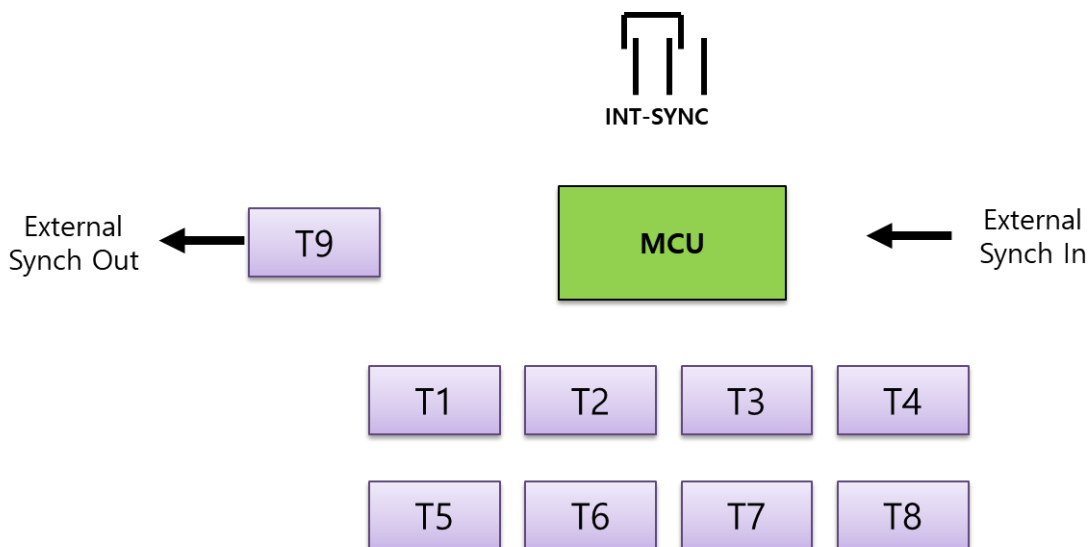 INT-SYNC
External
Synch Out
T9
MCU
External
Synch In
T1
T2
T3
T4
T5
T6
T7
T8